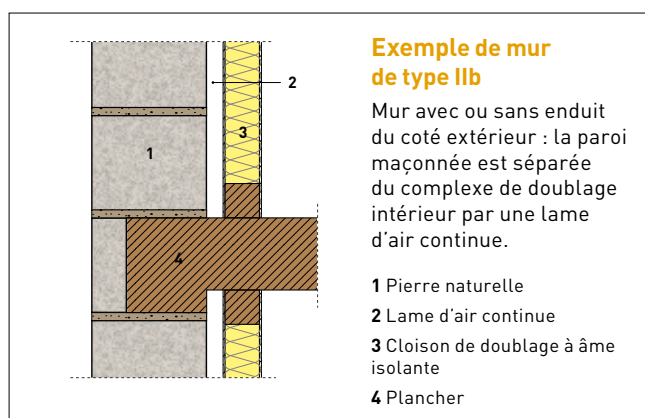 Exemple de mur
de type IIb
Mur avec ou sans enduit
du coté extérieur : la paroi
maçonnée est séparée
du complexe de doublage
intérieur par une lame
d'air continue.
1 Pierre naturelle
2 Lame d'air continue
3 Cloison de doublage à âme
isolante
4 Plancher
2
3
1
4